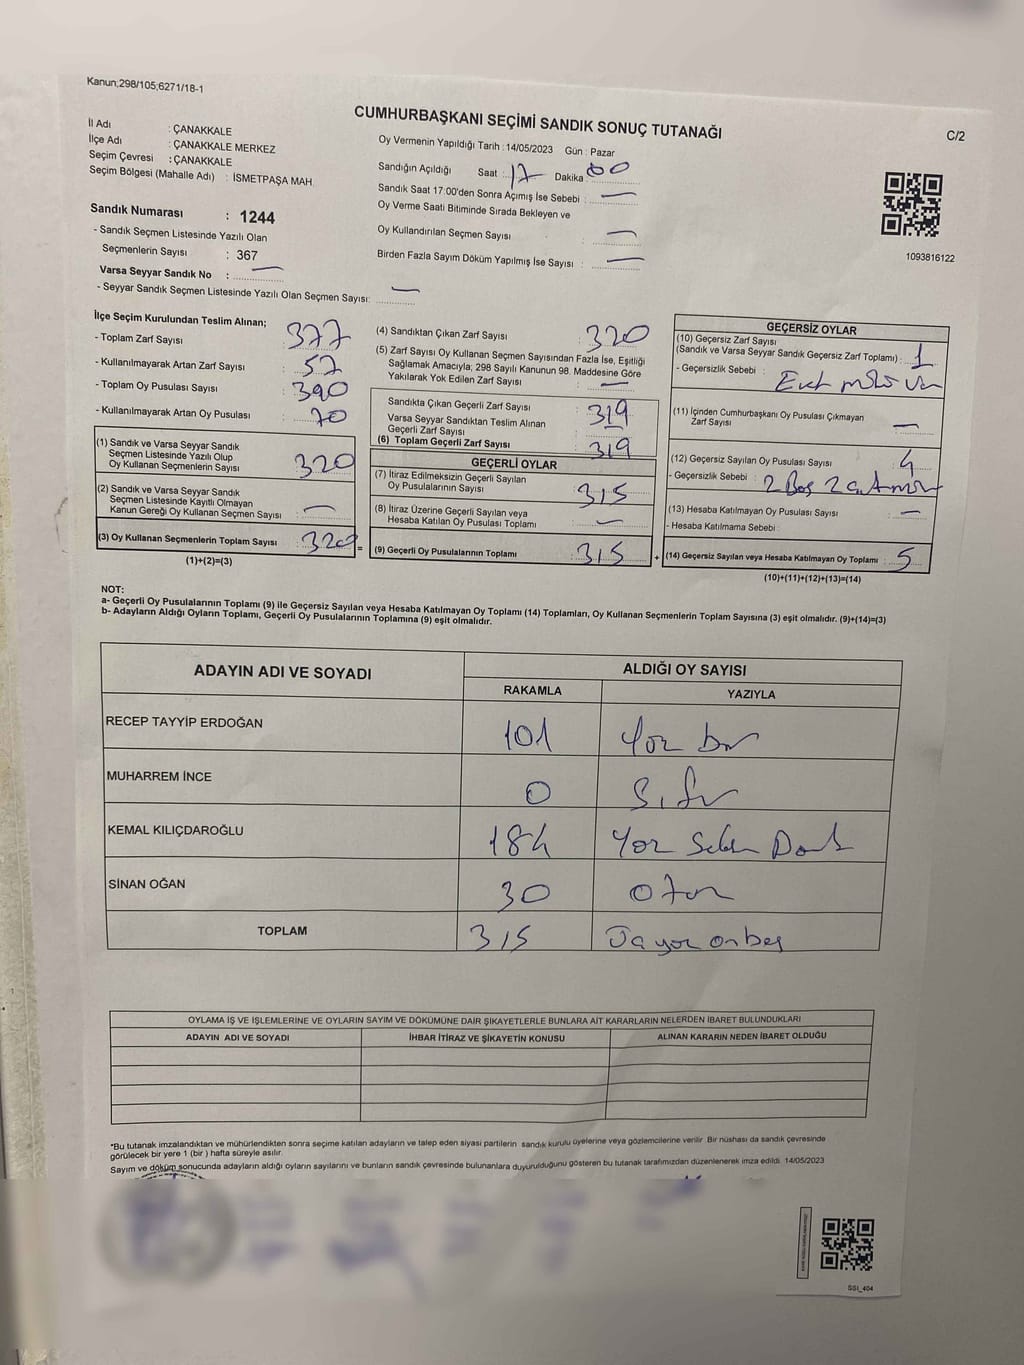 Kanun;298/105;6271/18-1
CUMHURBAŞKANI SEÇİMİ SANDIK SONUÇ TUTANAĞI
C/2
İl Adı : ÇANAKKALE
İlçe Adı : ÇANAKKALE MERKEZ
Seçim Çevresi : ÇANAKKALE
Seçim Bölgesi (Mahalle Adı) : İSMETPAŞA MAH.
Sandık Numarası : 1244
- Sandık Seçmen Listesinde Yazılı Olan
Seçmenlerin Sayısı : 367
Varsa Seyyar Sandık No : —
- Seyyar Sandık Seçmen Listesinde Yazılı Olan Seçmen Sayısı: —
Oy Vermenin Yapıldığı Tarih : 14/05/2023 Gün : Pazar
Sandığın Açıldığı Saat : 17 Dakika : 00
Sandık Saat 17:00'den Sonra Açımış İse Sebebi : —
Oy Verme Saati Bitiminde Sırada Bekleyen ve
Oy Kullandırılan Seçmen Sayısı : —
Birden Fazla Sayım Döküm Yapılmış İse Sayısı : —
1093816122
İlçe Seçim Kurulundan Teslim Alınan;
- Toplam Zarf Sayısı : 377
- Kullanılmayarak Artan Zarf Sayısı : 57
- Toplam Oy Pusulası Sayısı : 390
- Kullanılmayarak Artan Oy Pusulası : 70
(1) Sandık ve Varsa Seyyar Sandık
Seçmen Listesinde Yazılı Olup
Oy Kullanan Seçmenlerin Sayısı : 320
(2) Sandık ve Varsa Seyyar Sandık
Seçmen Listesinde Kayıtlı Olmayan
Kanun Gereği Oy Kullanan Seçmen Sayısı : —
(3) Oy Kullanan Seçmenlerin Toplam Sayısı : 320 =
(1)+(2)=(3)
(4) Sandıktan Çıkan Zarf Sayısı : 320
(5) Zarf Sayısı Oy Kullanan Seçmen Sayısından Fazla İse, Eşitliği
Sağlamak Amacıyla; 298 Sayılı Kanunun 98. Maddesine Göre
Yakılarak Yok Edilen Zarf Sayısı : —
Sandıkta Çıkan Geçerli Zarf Sayısı : 319
Varsa Seyyar Sandıktan Teslim Alınan
Geçerli Zarf Sayısı : —
(6) Toplam Geçerli Zarf Sayısı : 319
GEÇERLİ OYLAR
(7) İtiraz Edilmeksizin Geçerli Sayılan
Oy Pusulalarının Sayısı : 315
(8) İtiraz Üzerine Geçerli Sayılan veya
Hesaba Katılan Oy Pusulası Toplamı : —
(9) Geçerli Oy Pusulalarının Toplamı : 315 +
GEÇERSİZ OYLAR
(10) Geçersiz Zarf Sayısı
(Sandık ve Varsa Seyyar Sandık Geçersiz Zarf Toplamı) : 1
- Geçersizlik Sebebi : Evet
(11) İçinden Cumhurbaşkanı Oy Pusulası Çıkmayan
Zarf Sayısı : —
(12) Geçersiz Sayılan Oy Pusulası Sayısı : 4
- Geçersizlik Sebebi : 2 Boş 2
(13) Hesaba Katılmayan Oy Pusulası Sayısı : —
- Hesaba Katılmama Sebebi :
(14) Geçersiz Sayılan veya Hesaba Katılmayan Oy Toplamı : 5
(10)+(11)+(12)+(13)=(14)
NOT:
a- Geçerli Oy Pusulalarının Toplamı (9) ile Geçersiz Sayılan veya Hesaba Katılmayan Oy Toplamı (14) Toplamları, Oy Kullanan Seçmenlerin Toplam Sayısına (3) eşit olmalıdır. (9)+(14)=(3)
b- Adayların Aldığı Oyların Toplamı, Geçerli Oy Pusulalarının Toplamına (9) eşit olmalıdır.
ADAYIN ADI VE SOYADI ALDIĞI OY SAYISI
RAKAMLA YAZIYLA
RECEP TAYYİP ERDOĞAN 101 Yüz bir
MUHARREM İNCE 0 Sıfır
KEMAL KILIÇDAROĞLU 184 Yüz Seksen Dört
SİNAN OĞAN 30 Otuz
TOPLAM 315 Üç yüz on beş
OYLAMA İŞ VE İŞLEMLERİNE VE OYLARIN SAYIM VE DÖKÜMÜNE DAİR ŞİKAYETLERLE BUNLARA AİT KARARLARIN NELERDEN İBARET BULUNDUKLARI
ADAYIN ADI VE SOYADI İHBAR İTİRAZ VE ŞİKAYETİN KONUSU ALINAN KARARIN NEDEN İBARET OLDUĞU
*Bu tutanak imzalandıktan ve mühürlendikten sonra seçime katılan adayların ve talep eden siyasi partilerin sandık kurulu üyelerine veya gözlemcilerine verilir. Bir nüshası da sandık çevresinde
görülecek bir yere 1 (bir ) hafta süreyle asılır.
Sayım ve döküm sonucunda adayların aldığı oyların sayılarını ve bunların sandık çevresinde bulunanlara duyurulduğunu gösteren bu tutanak tarafımızdan düzenlenerek imza edildi. 14/05/2023
SSI_404